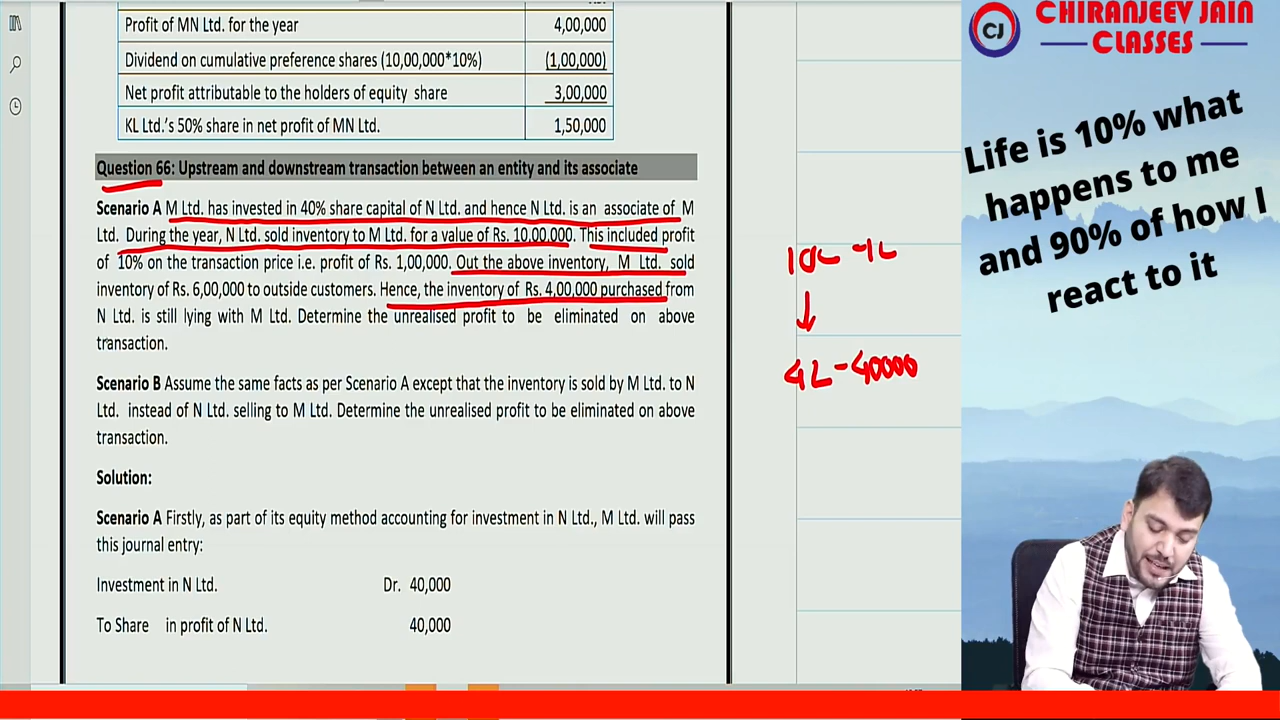 Profit of MN Ltd. for the year 4,00,000
Dividend on cumulative preference shares (10,00,000*10%) (1,00,000)
Net profit attributable to the holders of equity share 3,00,000
KL Ltd.'s 50% share in net profit of MN Ltd. 1,50,000
Question 66: Upstream and downstream transaction between an entity and its associate
Scenario A M Ltd. has invested in 40% share capital of N Ltd. and hence N Ltd. is an associate of M
Ltd. During the year, N Ltd. sold inventory to M Ltd. for a value of Rs. 10,00,000. This included profit
of 10% on the transaction price i.e. profit of Rs. 1,00,000. Out the above inventory, M Ltd. sold
inventory of Rs. 6,00,000 to outside customers. Hence, the inventory of Rs. 4,00,000 purchased from
N Ltd. is still lying with M Ltd. Determine the unrealised profit to be eliminated on above
transaction.
Scenario B Assume the same facts as per Scenario A except that the inventory is sold by M Ltd. to N
Ltd. instead of N Ltd. selling to M Ltd. Determine the unrealised profit to be eliminated on above
transaction.
Solution:
Scenario A Firstly, as part of its equity method accounting for investment in N Ltd., M Ltd. will pass
this journal entry:
Investment in N Ltd. Dr. 40,000
To Share in profit of N Ltd. 40,000
10L - 1L
4L - 40000
CJ
CHIRANJEEV JAIN
CLASSES
Life is 10% what
happens to me
and 90% of how I
react to it